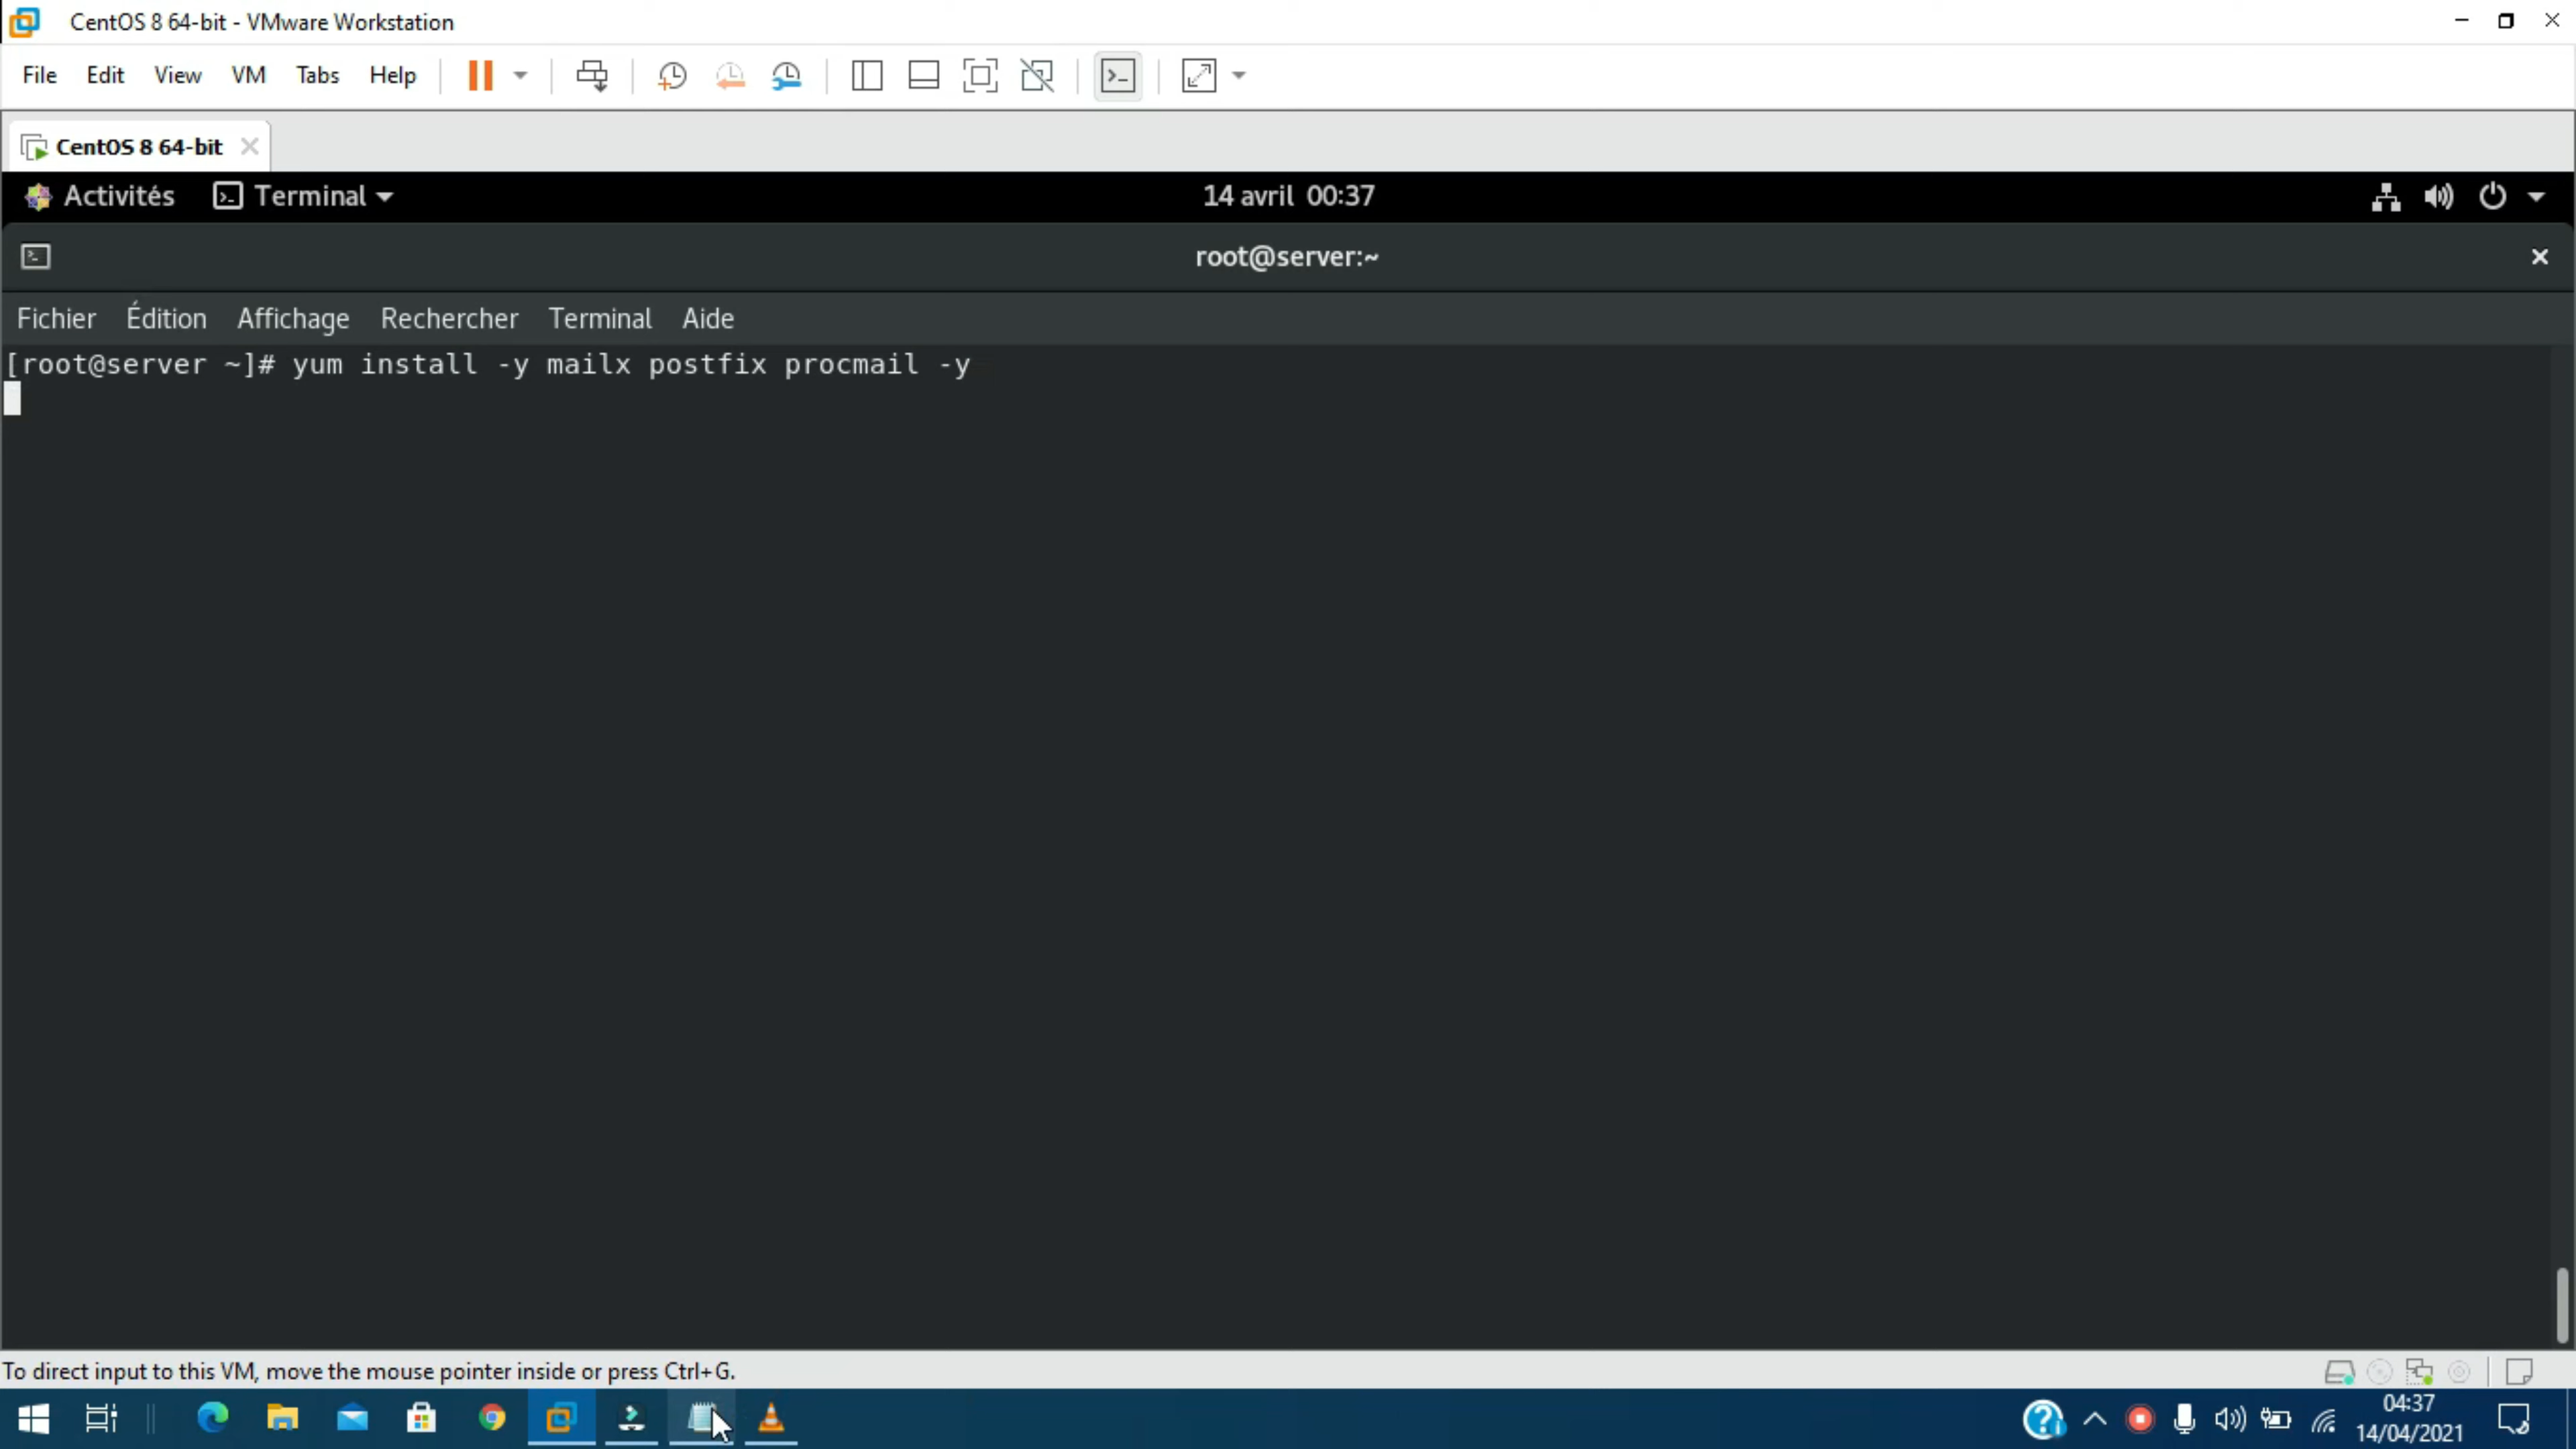 CentOS 8 64-bit - VMware Workstation
File Edit View VM Tabs Help
CentOS 8 64-bit
Activités Terminal 14 avril 00:37
root@server:~
Fichier Édition Affichage Rechercher Terminal Aide
[root@server ~]# yum install -y mailx postfix procmail -y
To direct input to this VM, move the mouse pointer inside or press Ctrl+G.
04:37
14/04/2021